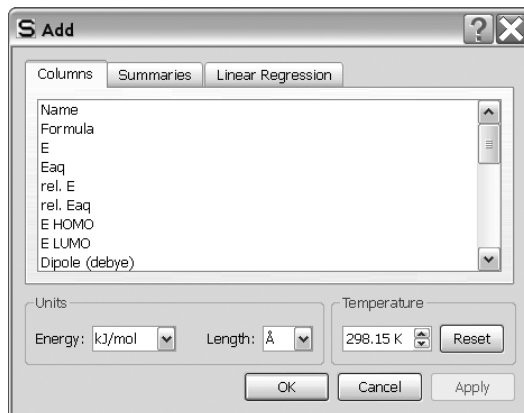 S Add
?
Columns Summaries Linear Regression
Name
Formula
E
Eaq
rel. E
rel. Eaq
E HOMO
E LUMO
Dipole (debye)
Units Temperature
Energy: kJ/mol Length: Å 298.15 K Reset
OK Cancel Apply